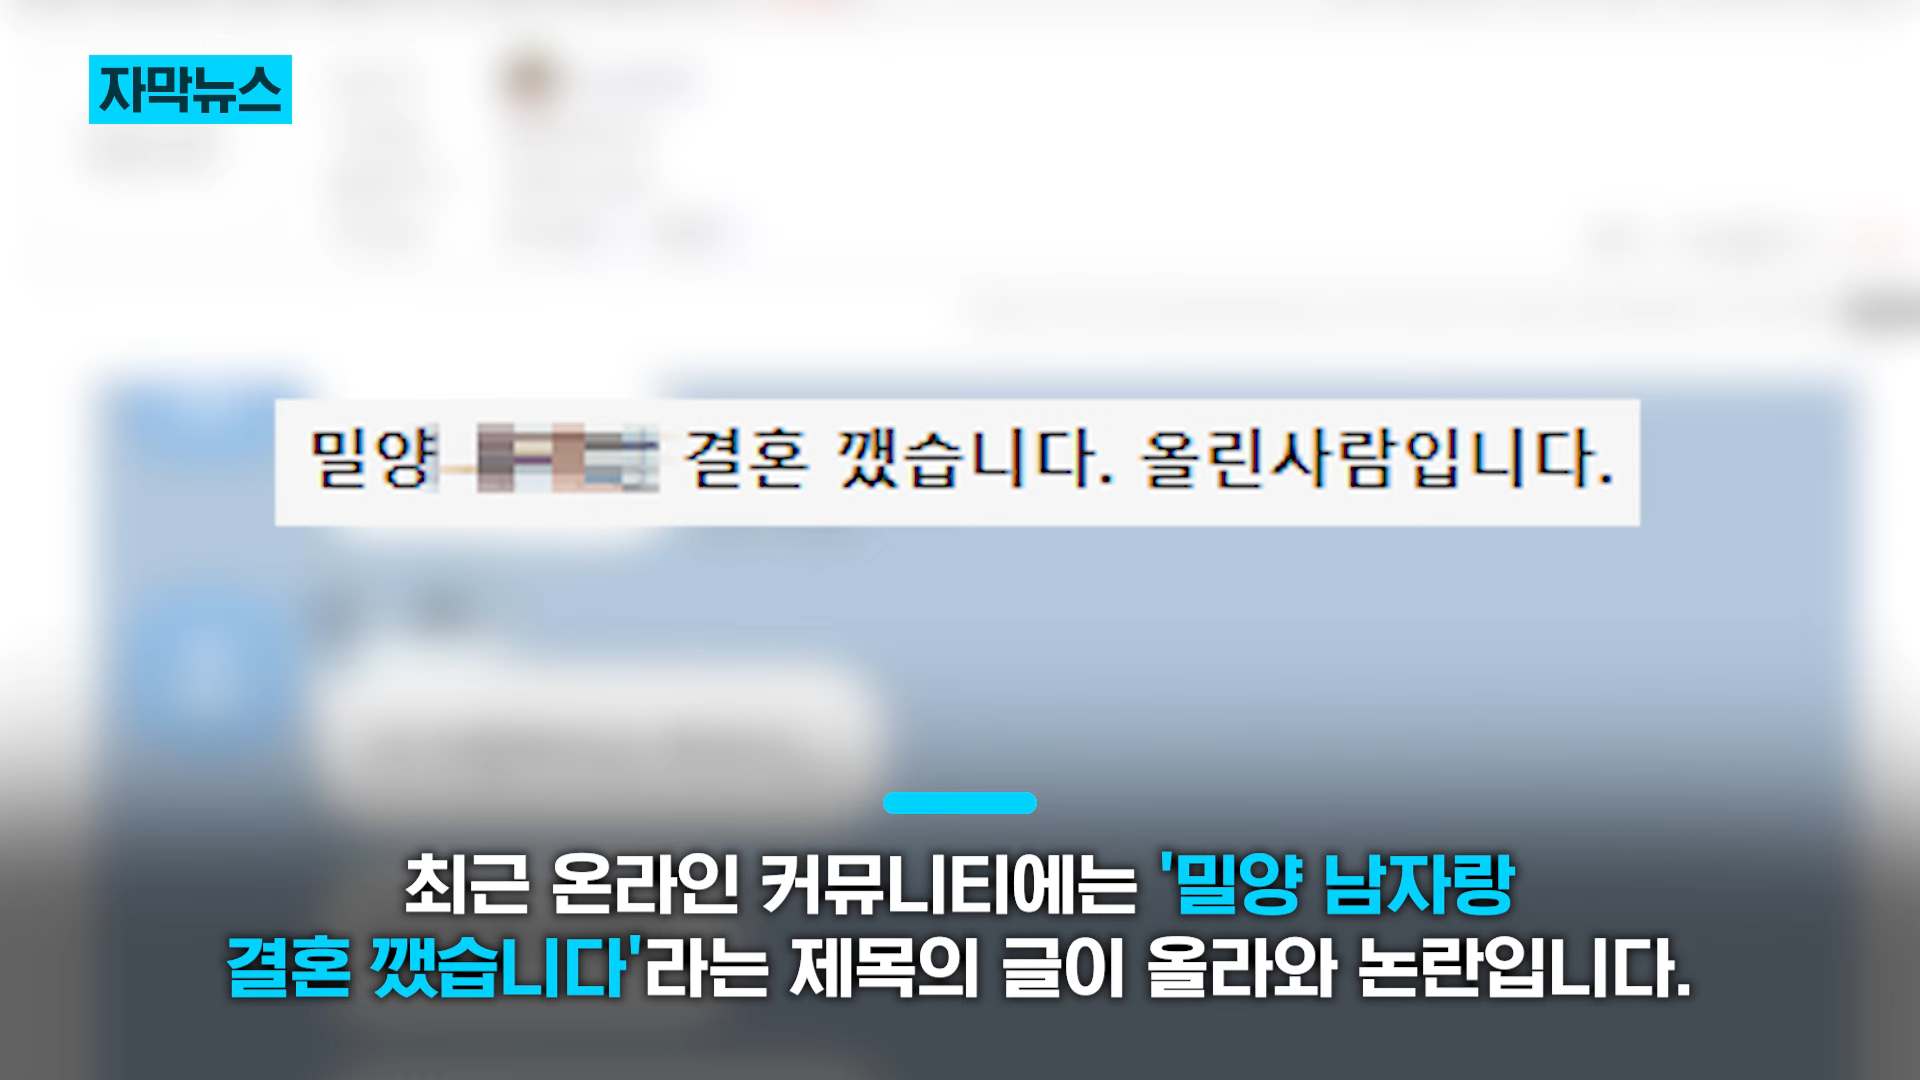 자막뉴스
밀양 결혼 깼습니다. 올린사람입니다.
최근 온라인 커뮤니티에는 '밀양 남자랑
결혼 깼습니다'라는 제목의 글이 올라와 논란입니다.